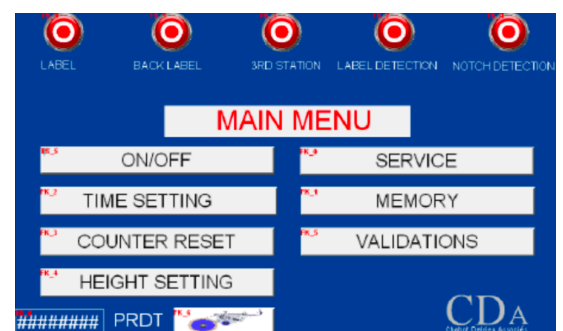 LABEL BACK LABEL 3RD STATION LABEL DETECTION NOTCH DETECTION
MAIN MENU
ON/OFF SERVICE
TIME SETTING MEMORY
COUNTER RESET VALIDATIONS
HEIGHT SETTING
######## PRDT CDA